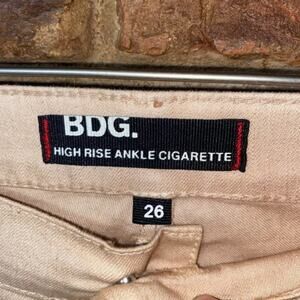 BDG.
HIGH RISE ANKLE CIGARETTE
26